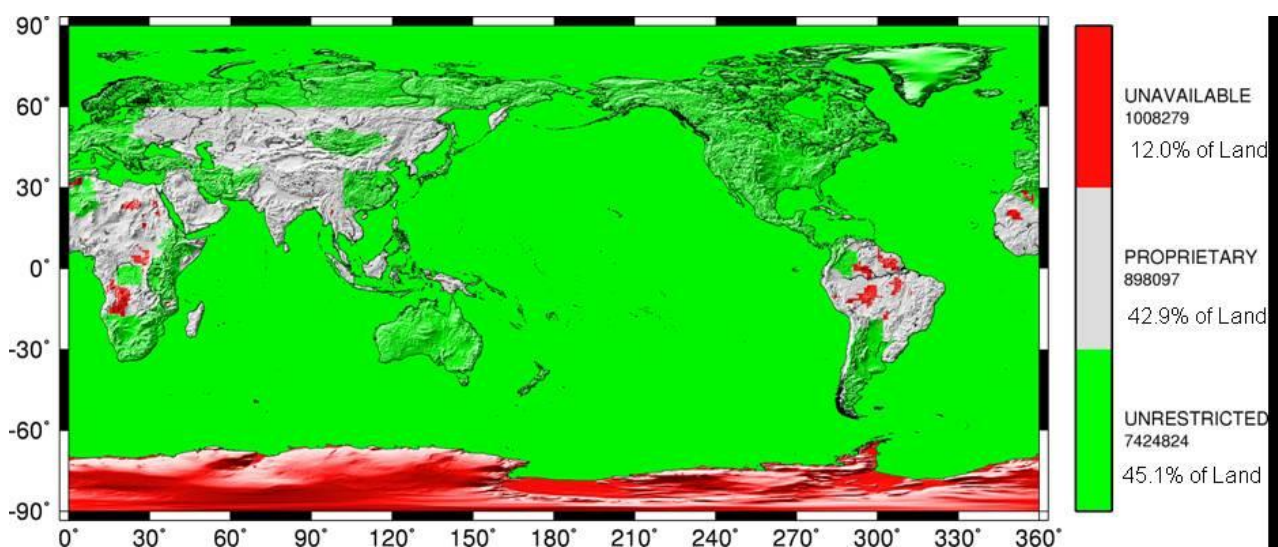 90°
60°
30°
0°
-30°
-60°
-90°
0° 30° 60° 90° 120° 150° 180° 210° 240° 270° 300° 330° 360°
UNAVAILABLE
1008279
12.0% of Land
PROPRIETARY
898097
42.9% of Land
UNRESTRICTED
7424824
45.1% of Land